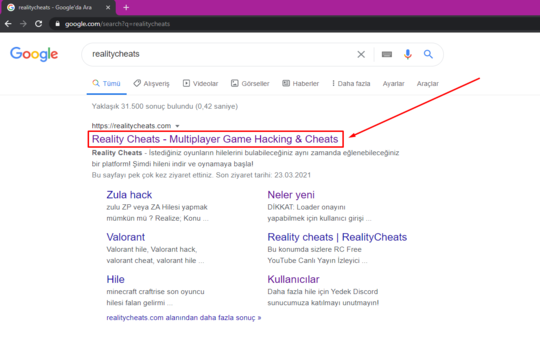 realitycheats - Google'da Ara
google.com/search?q=realitycheats
Google
realitycheats
Tümü
Alışveriş
Videolar
Görseller
Haberler
Daha fazla
Ayarlar
Araçlar
Yaklaşık 31.500 sonuç bulundu (0,42 saniye)
https://realitycheats.com
Reality Cheats - Multiplayer Game Hacking & Cheats
Reality Cheats - İstediğiniz oyunların hilelerini bulabileceğiniz aynı zamanda eğlenebileceğiniz
bir platform! Şimdi hileni indir ve oynamaya başla!
Bu sayfayı pek çok kez ziyaret ettiniz. Son ziyaret tarihi: 23.03.2021
Zula hack
zulu ZP veya ZA Hilesi yapmak
mümkün mü ? Realize; Konu ...
Neler yeni
DİKKAT: Loader onayını
yapabilmek için kullanıcı girişi ...
Valorant
Valorant hile, Valorant hack,
valorant cheat, valorant hile ...
Reality cheats | RealityCheats
Bu konumda sizlere RC Free
YouTube Canlı Yayın İzleyici ...
Hile
minecraft craftrise son oyuncu
hilesi falan gelirmi ...
Kullanıcılar
Daha fazla hile için Yedek Discord
sunucumuza katılmayı unutmayın!
realitycheats.com alanından daha fazla sonuç »